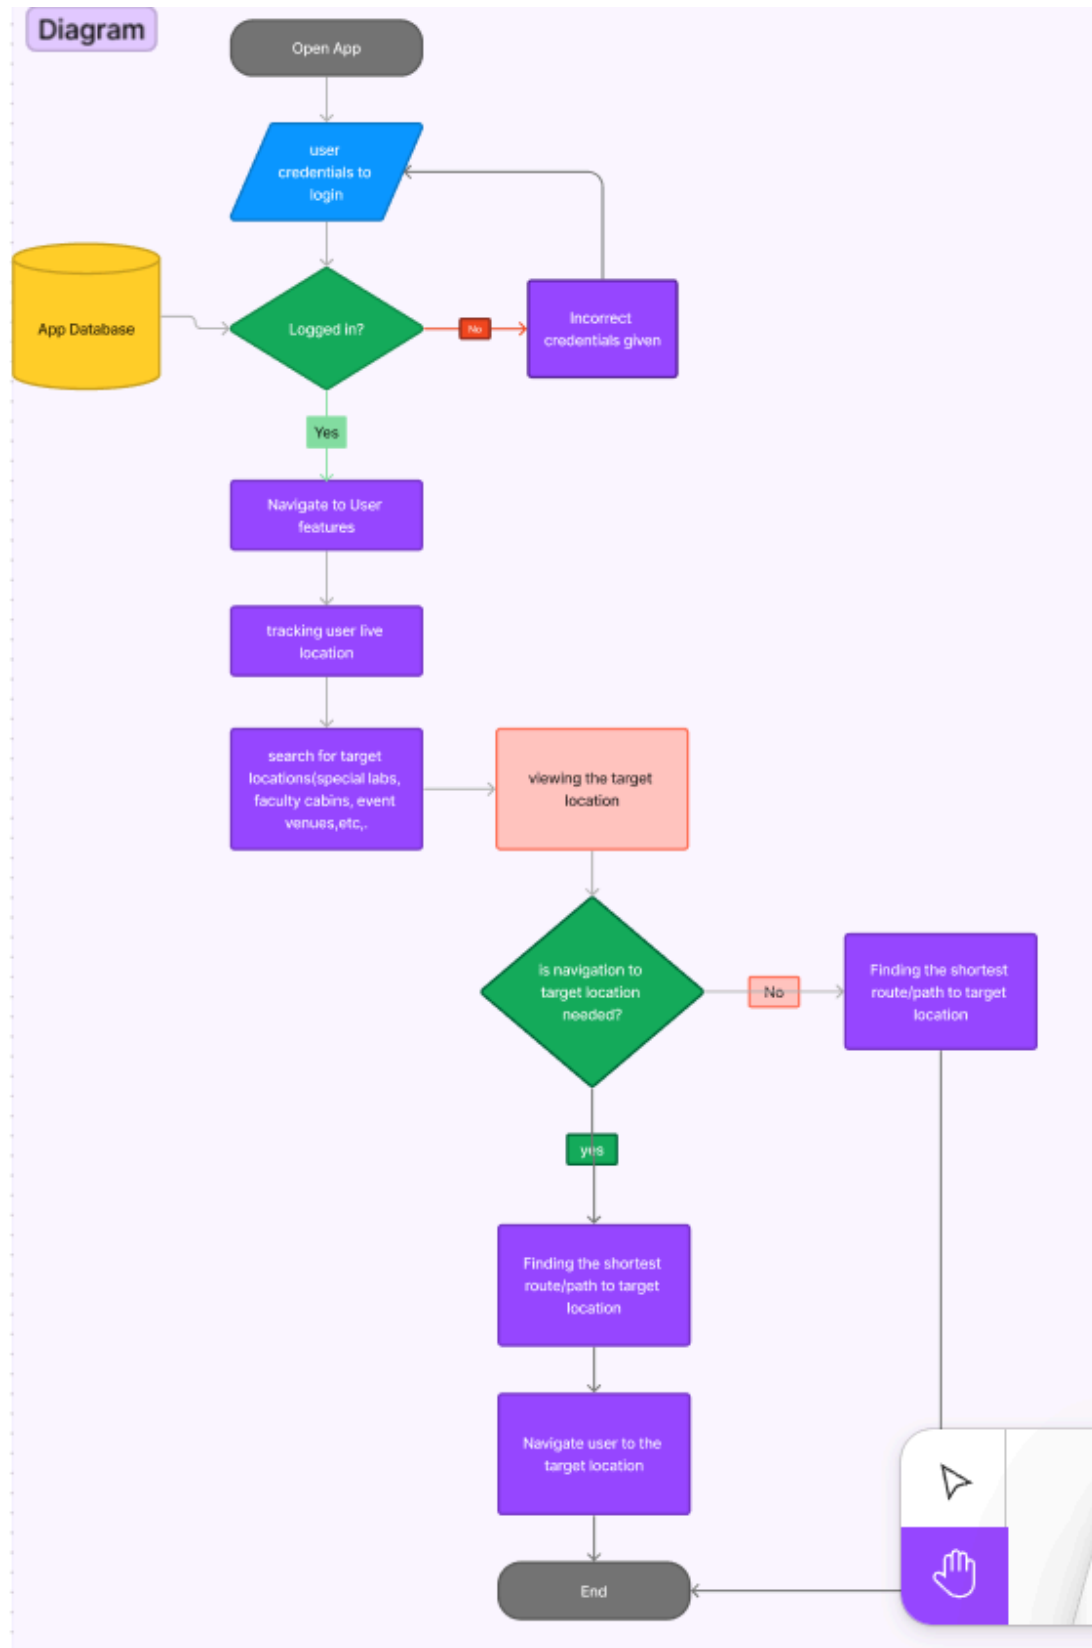 Diagram
Open App
user
credentials to
login
App Database
Logged in?
No
Incorrect
credentials given
Yes
Navigate to User
features
tracking user live
location
search for target
locations(special labs,
faculty cabins, event
venues,etc,.
viewing the target
location
is navigation to
target location
needed?
No
Finding the shortest
route/path to target
location
yes
Finding the shortest
route/path to target
location
Navigate user to the
target location
End